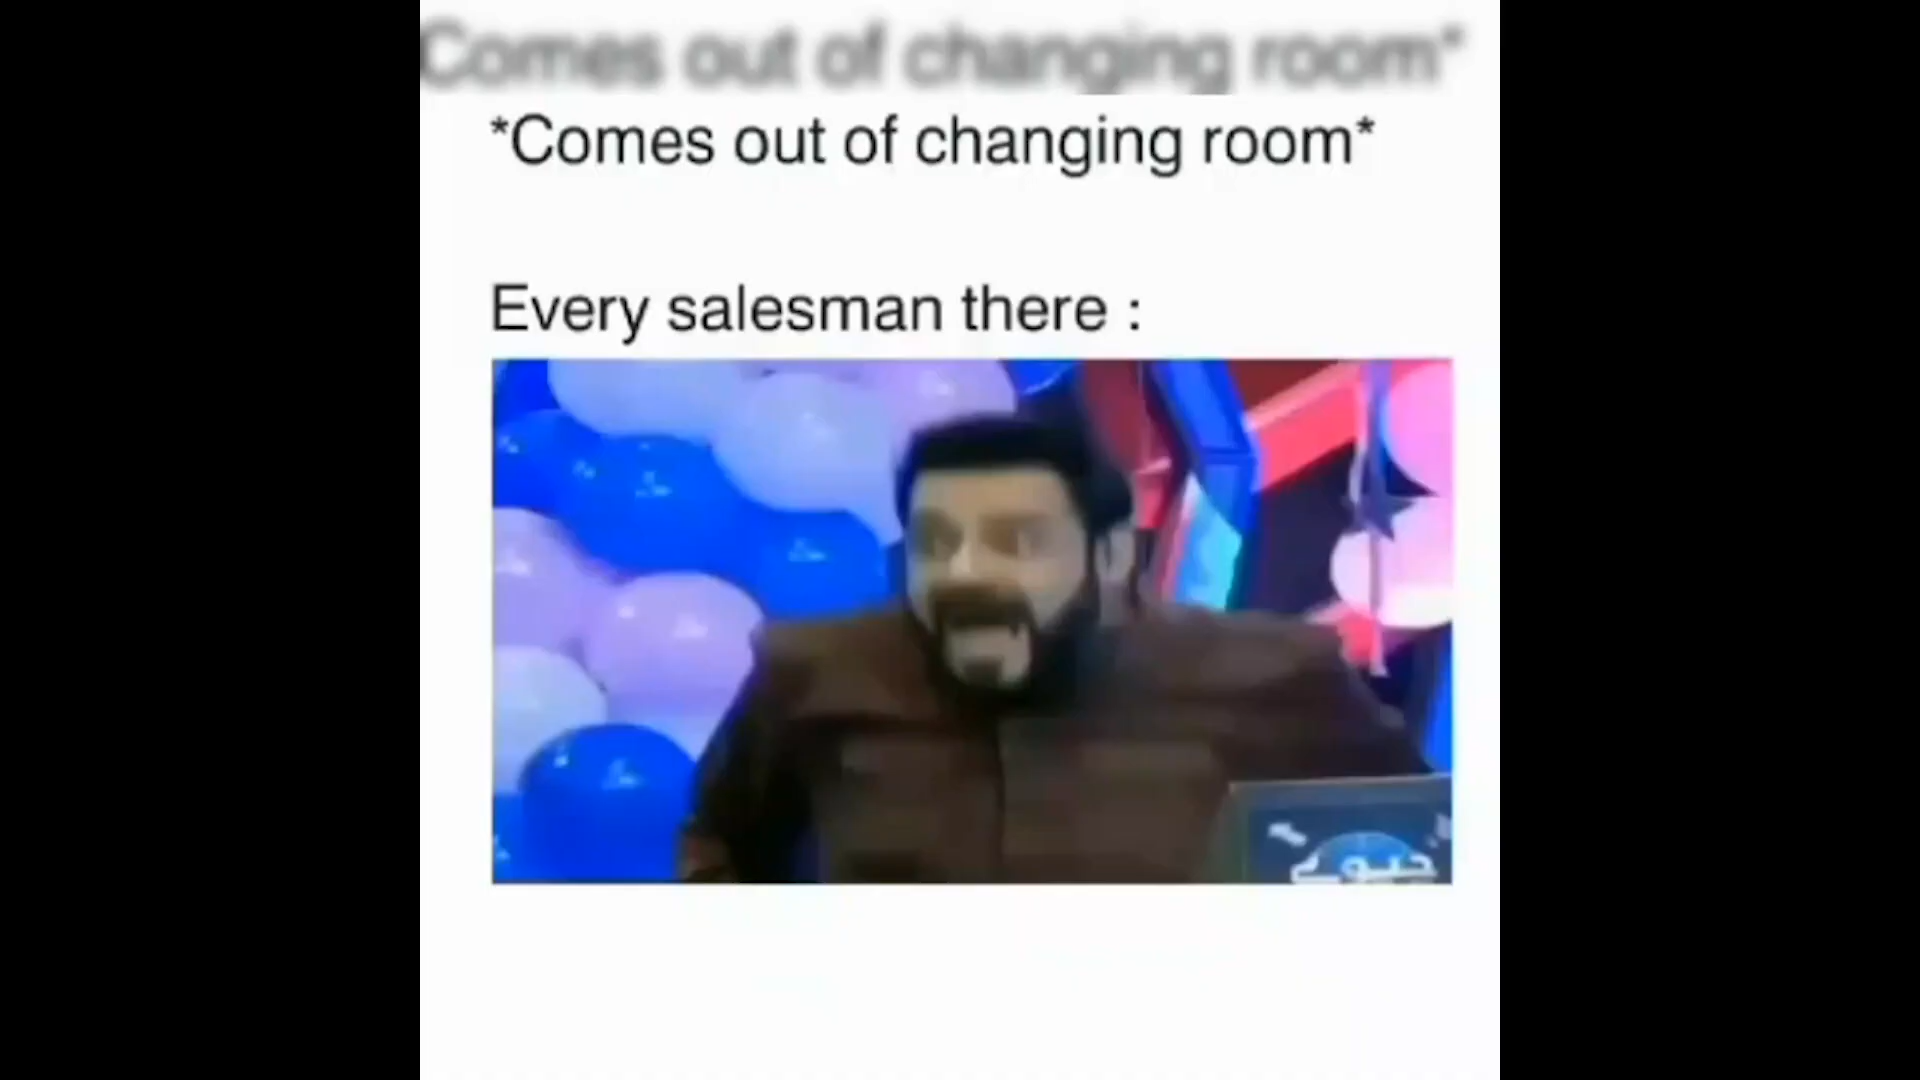 Comes out of changing room*
*Comes out of changing room*
Every salesman there :